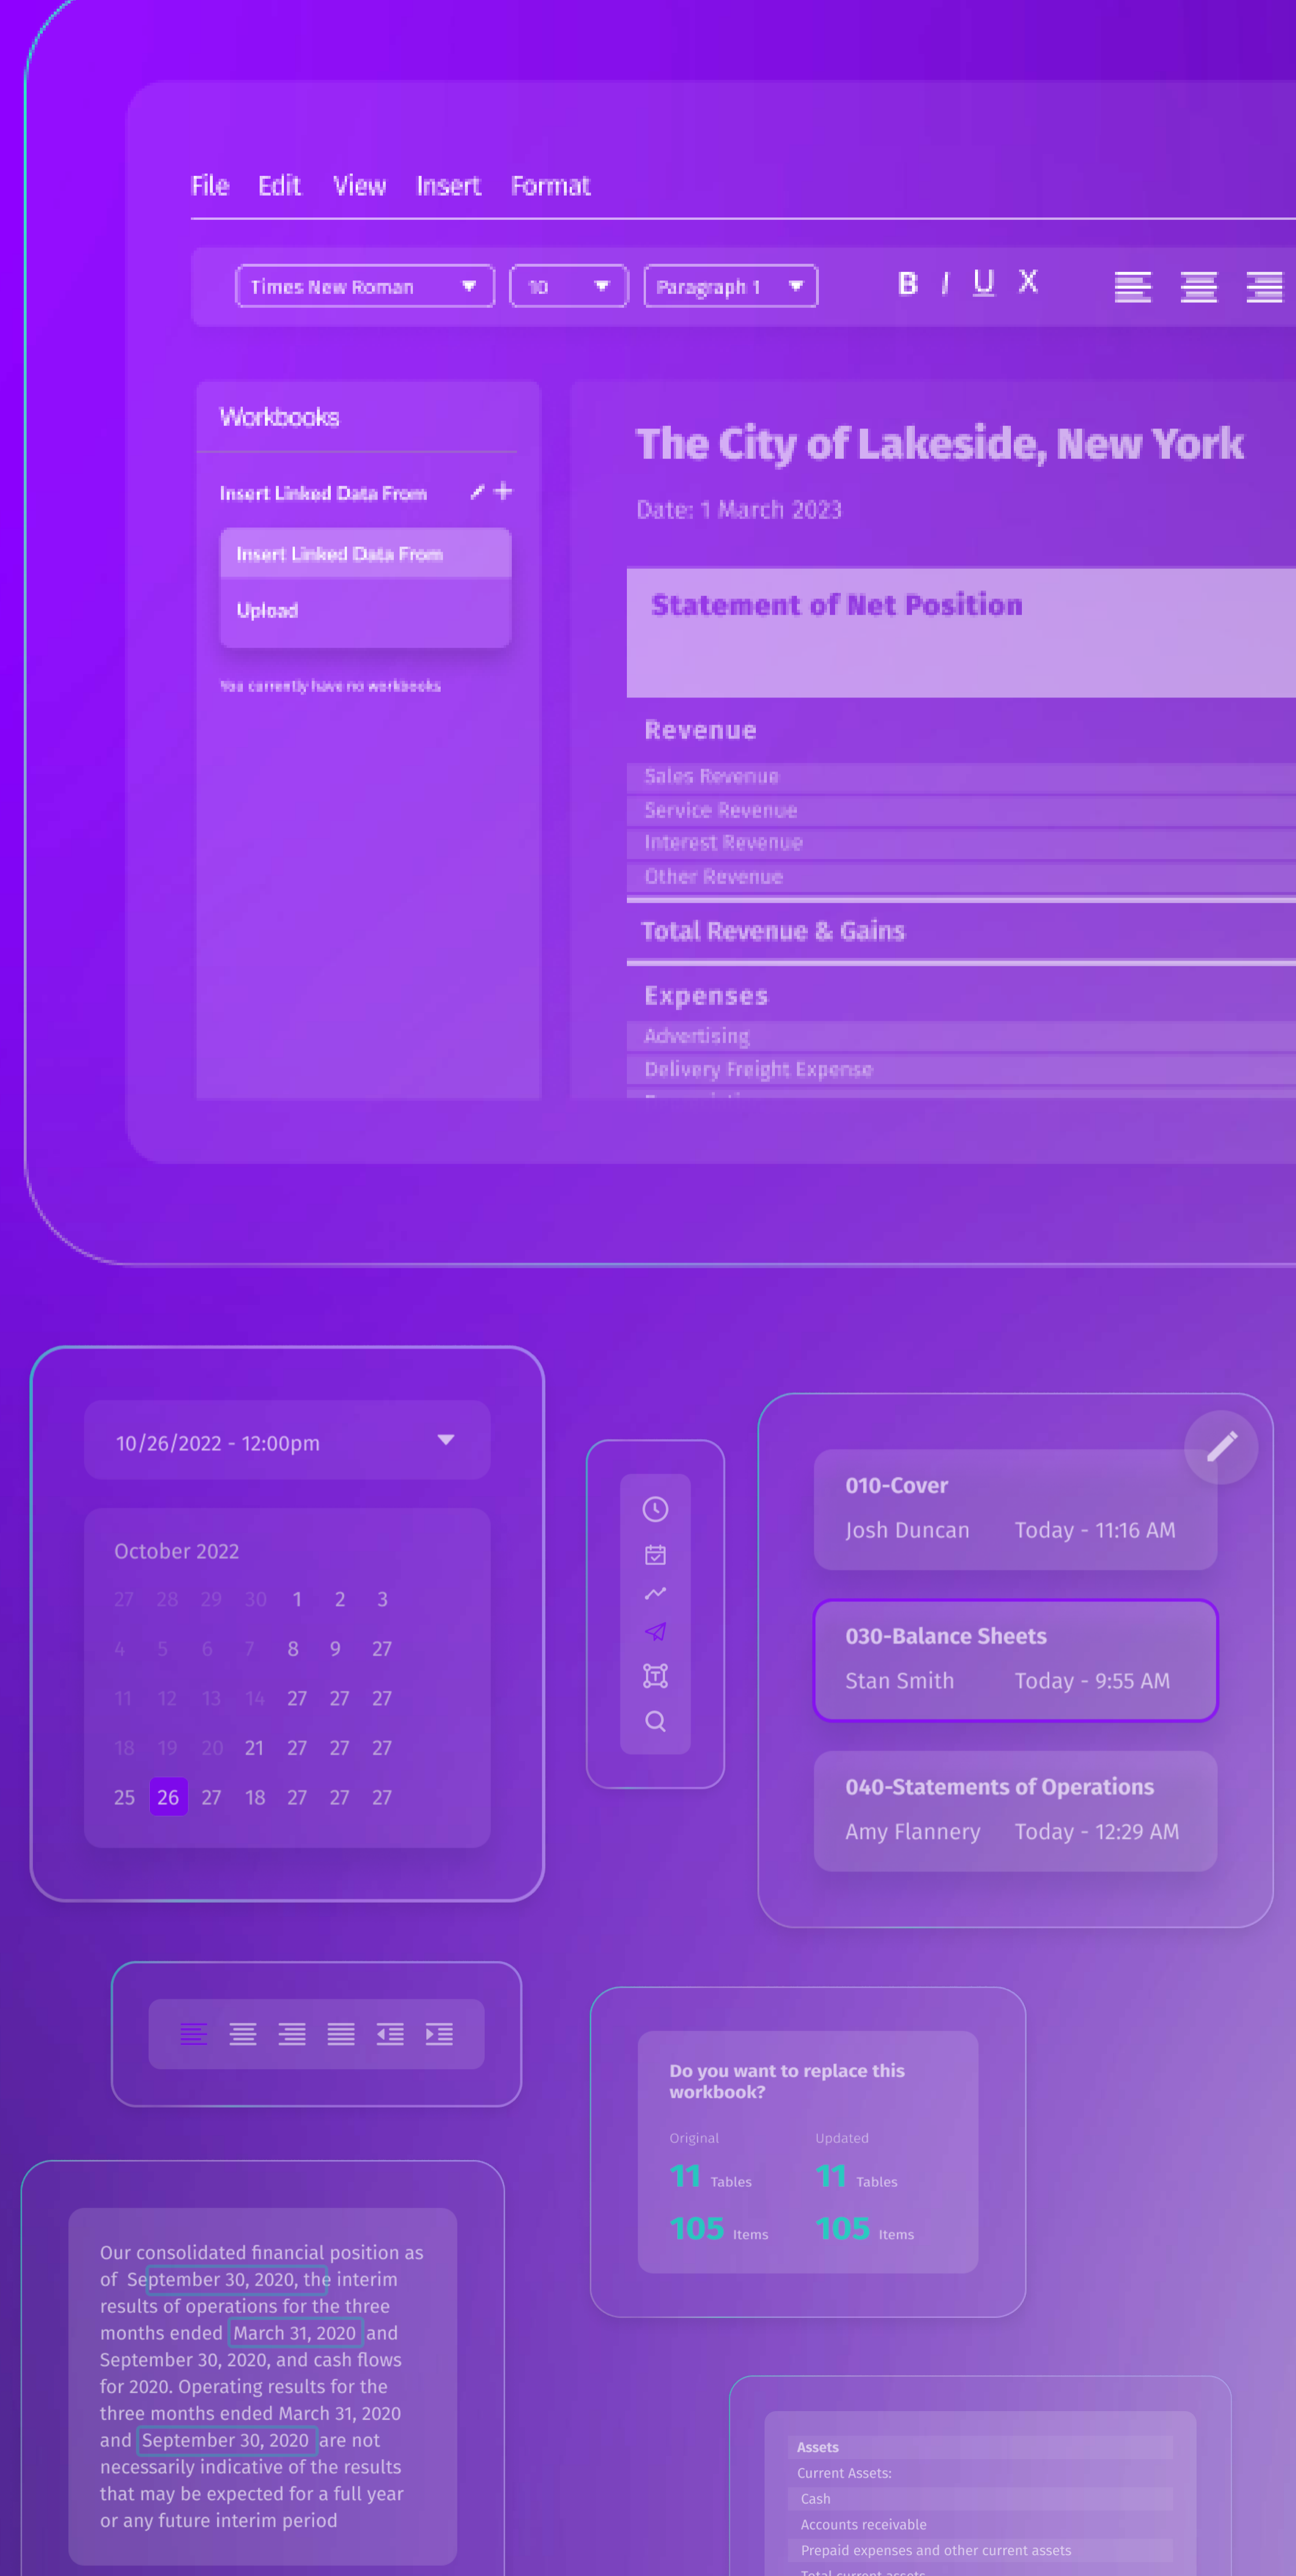 File Edit View Insert Format
Times New Roman 10 Paragraph 1 B I U X
Workbooks
Insert Linked Data From
Insert Linked Data From
Upload
You currently have no workbooks
The City of Lakeside, New York
Date: 1 March 2023
Statement of Net Position
Revenue
Sales Revenue
Service Revenue
Interest Revenue
Other Revenue
Total Revenue & Gains
Expenses
Advertising
Delivery Freight Expense
10/26/2022 - 12:00pm
October 2022
27 28 29 30 1 2 3
4 5 6 7 8 9 27
11 12 13 14 27 27 27
18 19 20 21 27 27 27
25 26 27 18 27 27 27
T
010-Cover
Josh Duncan Today - 11:16 AM
030-Balance Sheets
Stan Smith Today - 9:55 AM
040-Statements of Operations
Amy Flannery Today - 12:29 AM
Do you want to replace this
workbook?
Original Updated
11 Tables 11 Tables
105 Items 105 Items
Our consolidated financial position as
of September 30, 2020, the interim
results of operations for the three
months ended March 31, 2020 and
September 30, 2020, and cash flows
for 2020. Operating results for the
three months ended March 31, 2020
and September 30, 2020 are not
necessarily indicative of the results
that may be expected for a full year
or any future interim period
Assets
Current Assets:
Cash
Accounts receivable
Prepaid expenses and other current assets
Total current assets